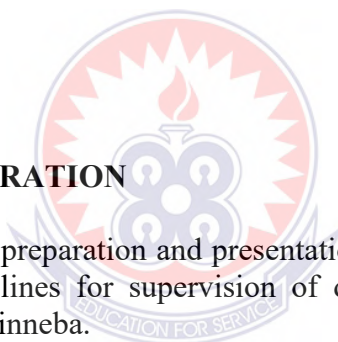 RATION
preparation and presentatio
lines for supervision of
inneba.
EDUCATION FOR SERVICE